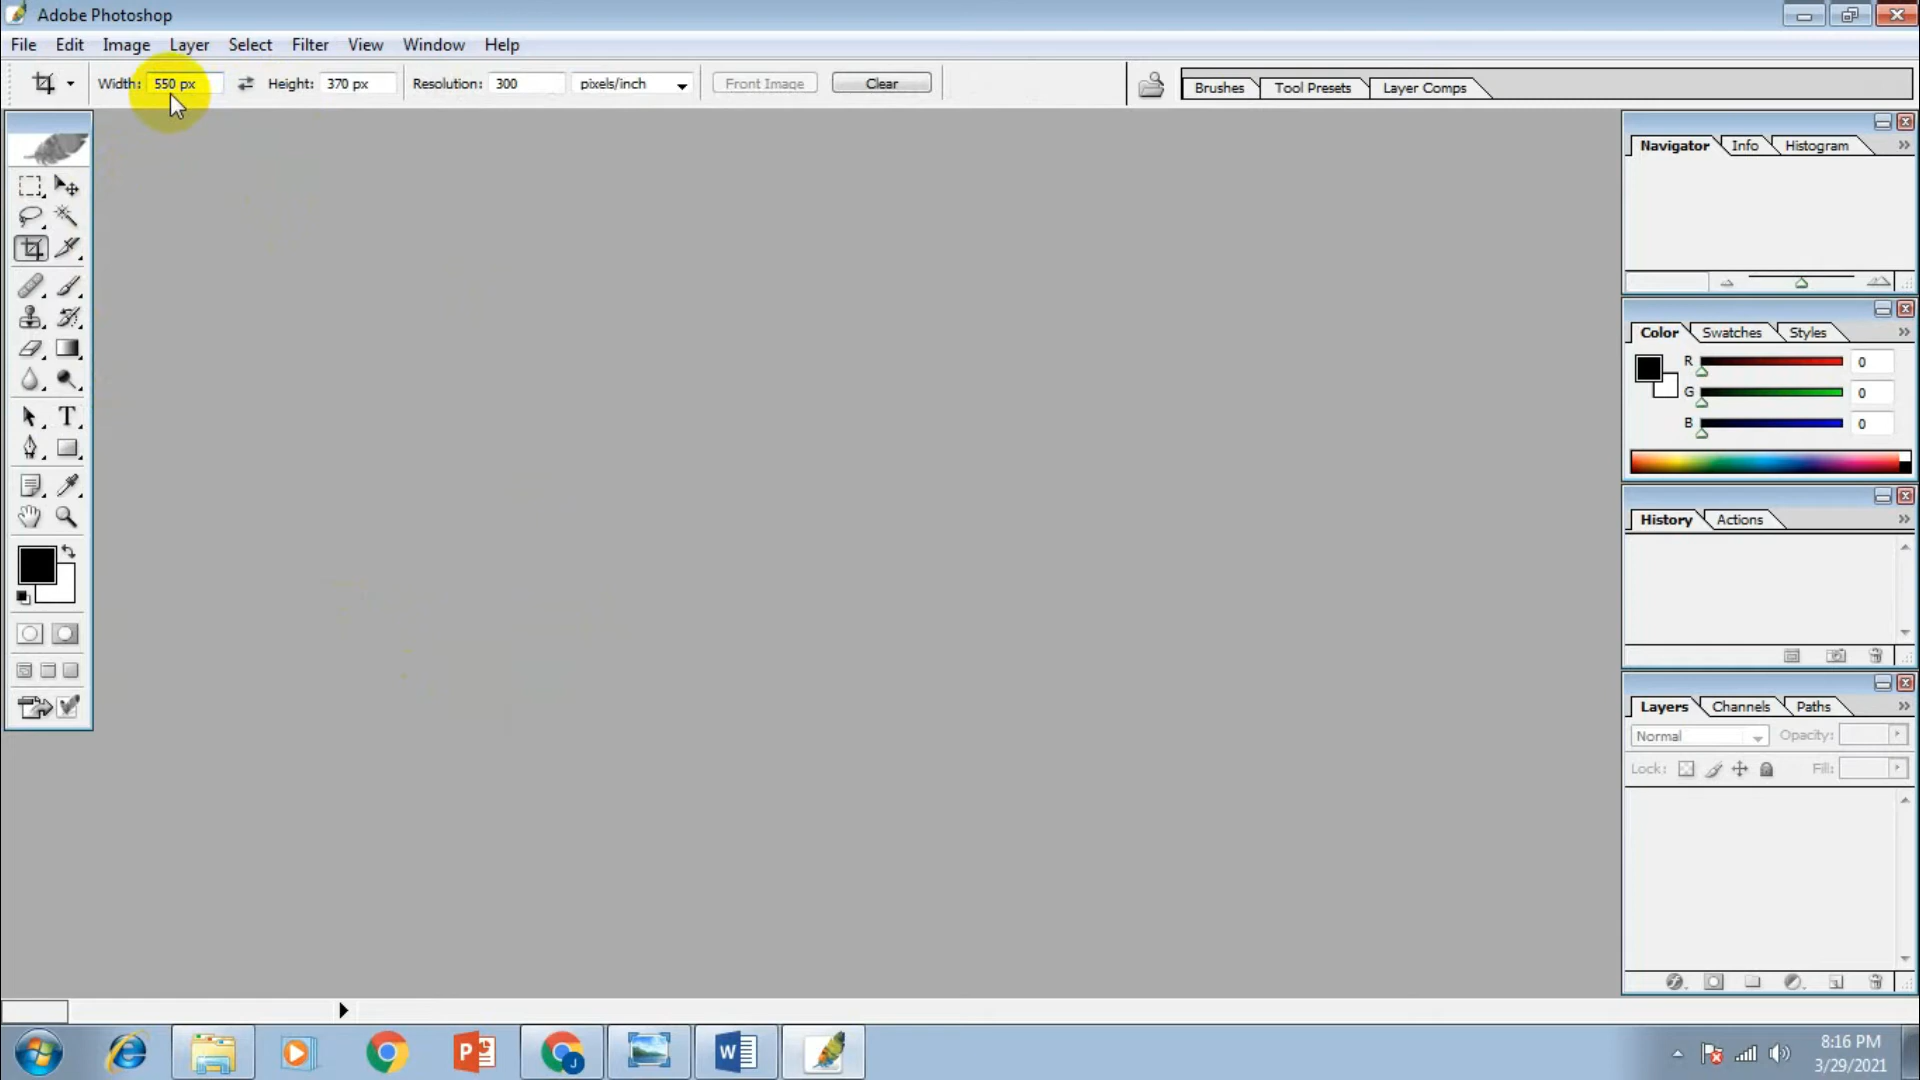 Adobe Photoshop
File Edit Image Layer Select Filter View Window Help
Width: 550 px Height: 370 px Resolution: 300 pixels/inch Front Image Clear Brushes Tool Presets Layer Comps
Navigator Info Histogram
Color Swatches Styles
R 0
G 0
B 0
T
History Actions
Layers Channels Paths
Normal Opacity:
Lock: Fill:
P W J
8:16 PM
3/29/2021